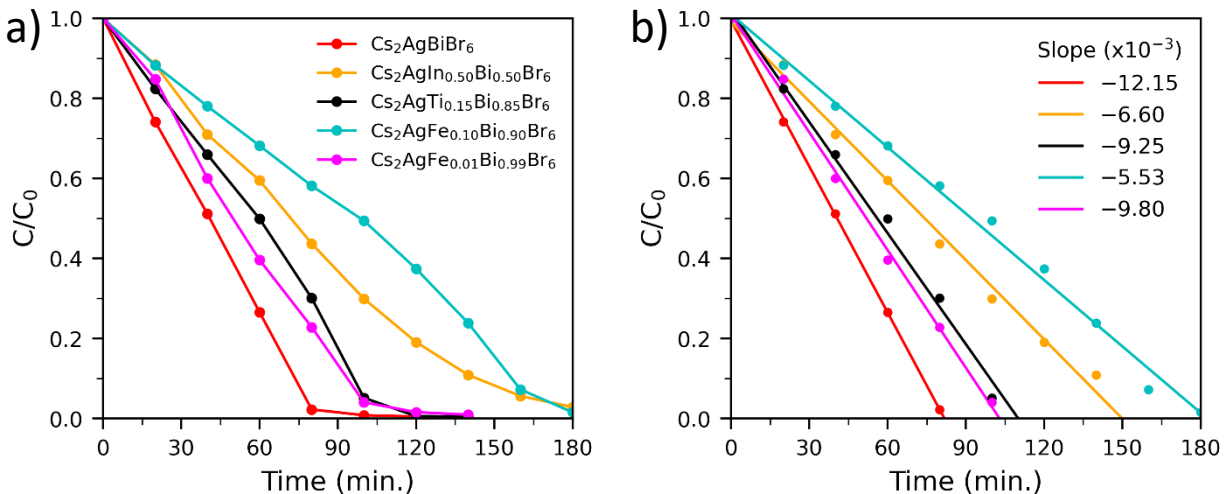 a)
C/C₀
1.0
0.8
0.6
0.4
0.2
0.0
Cs₂AgBiBr₆
Cs₂AgIn₀.₅₀Bi₀.₅₀Br₆
Cs₂AgTi₀.₁₅Bi₀.₈₅Br₆
Cs₂AgFe₀.₁₀Bi₀.₉₀Br₆
Cs₂AgFe₀.₀₁Bi₀.₉₉Br₆
0 30 60 90 120 150 180
Time (min.)
b)
C/C₀
1.0
0.8
0.6
0.4
0.2
0.0
Slope (x10⁻³)
−12.15
−6.60
−9.25
−5.53
−9.80
0 30 60 90 120 150 180
Time (min.)